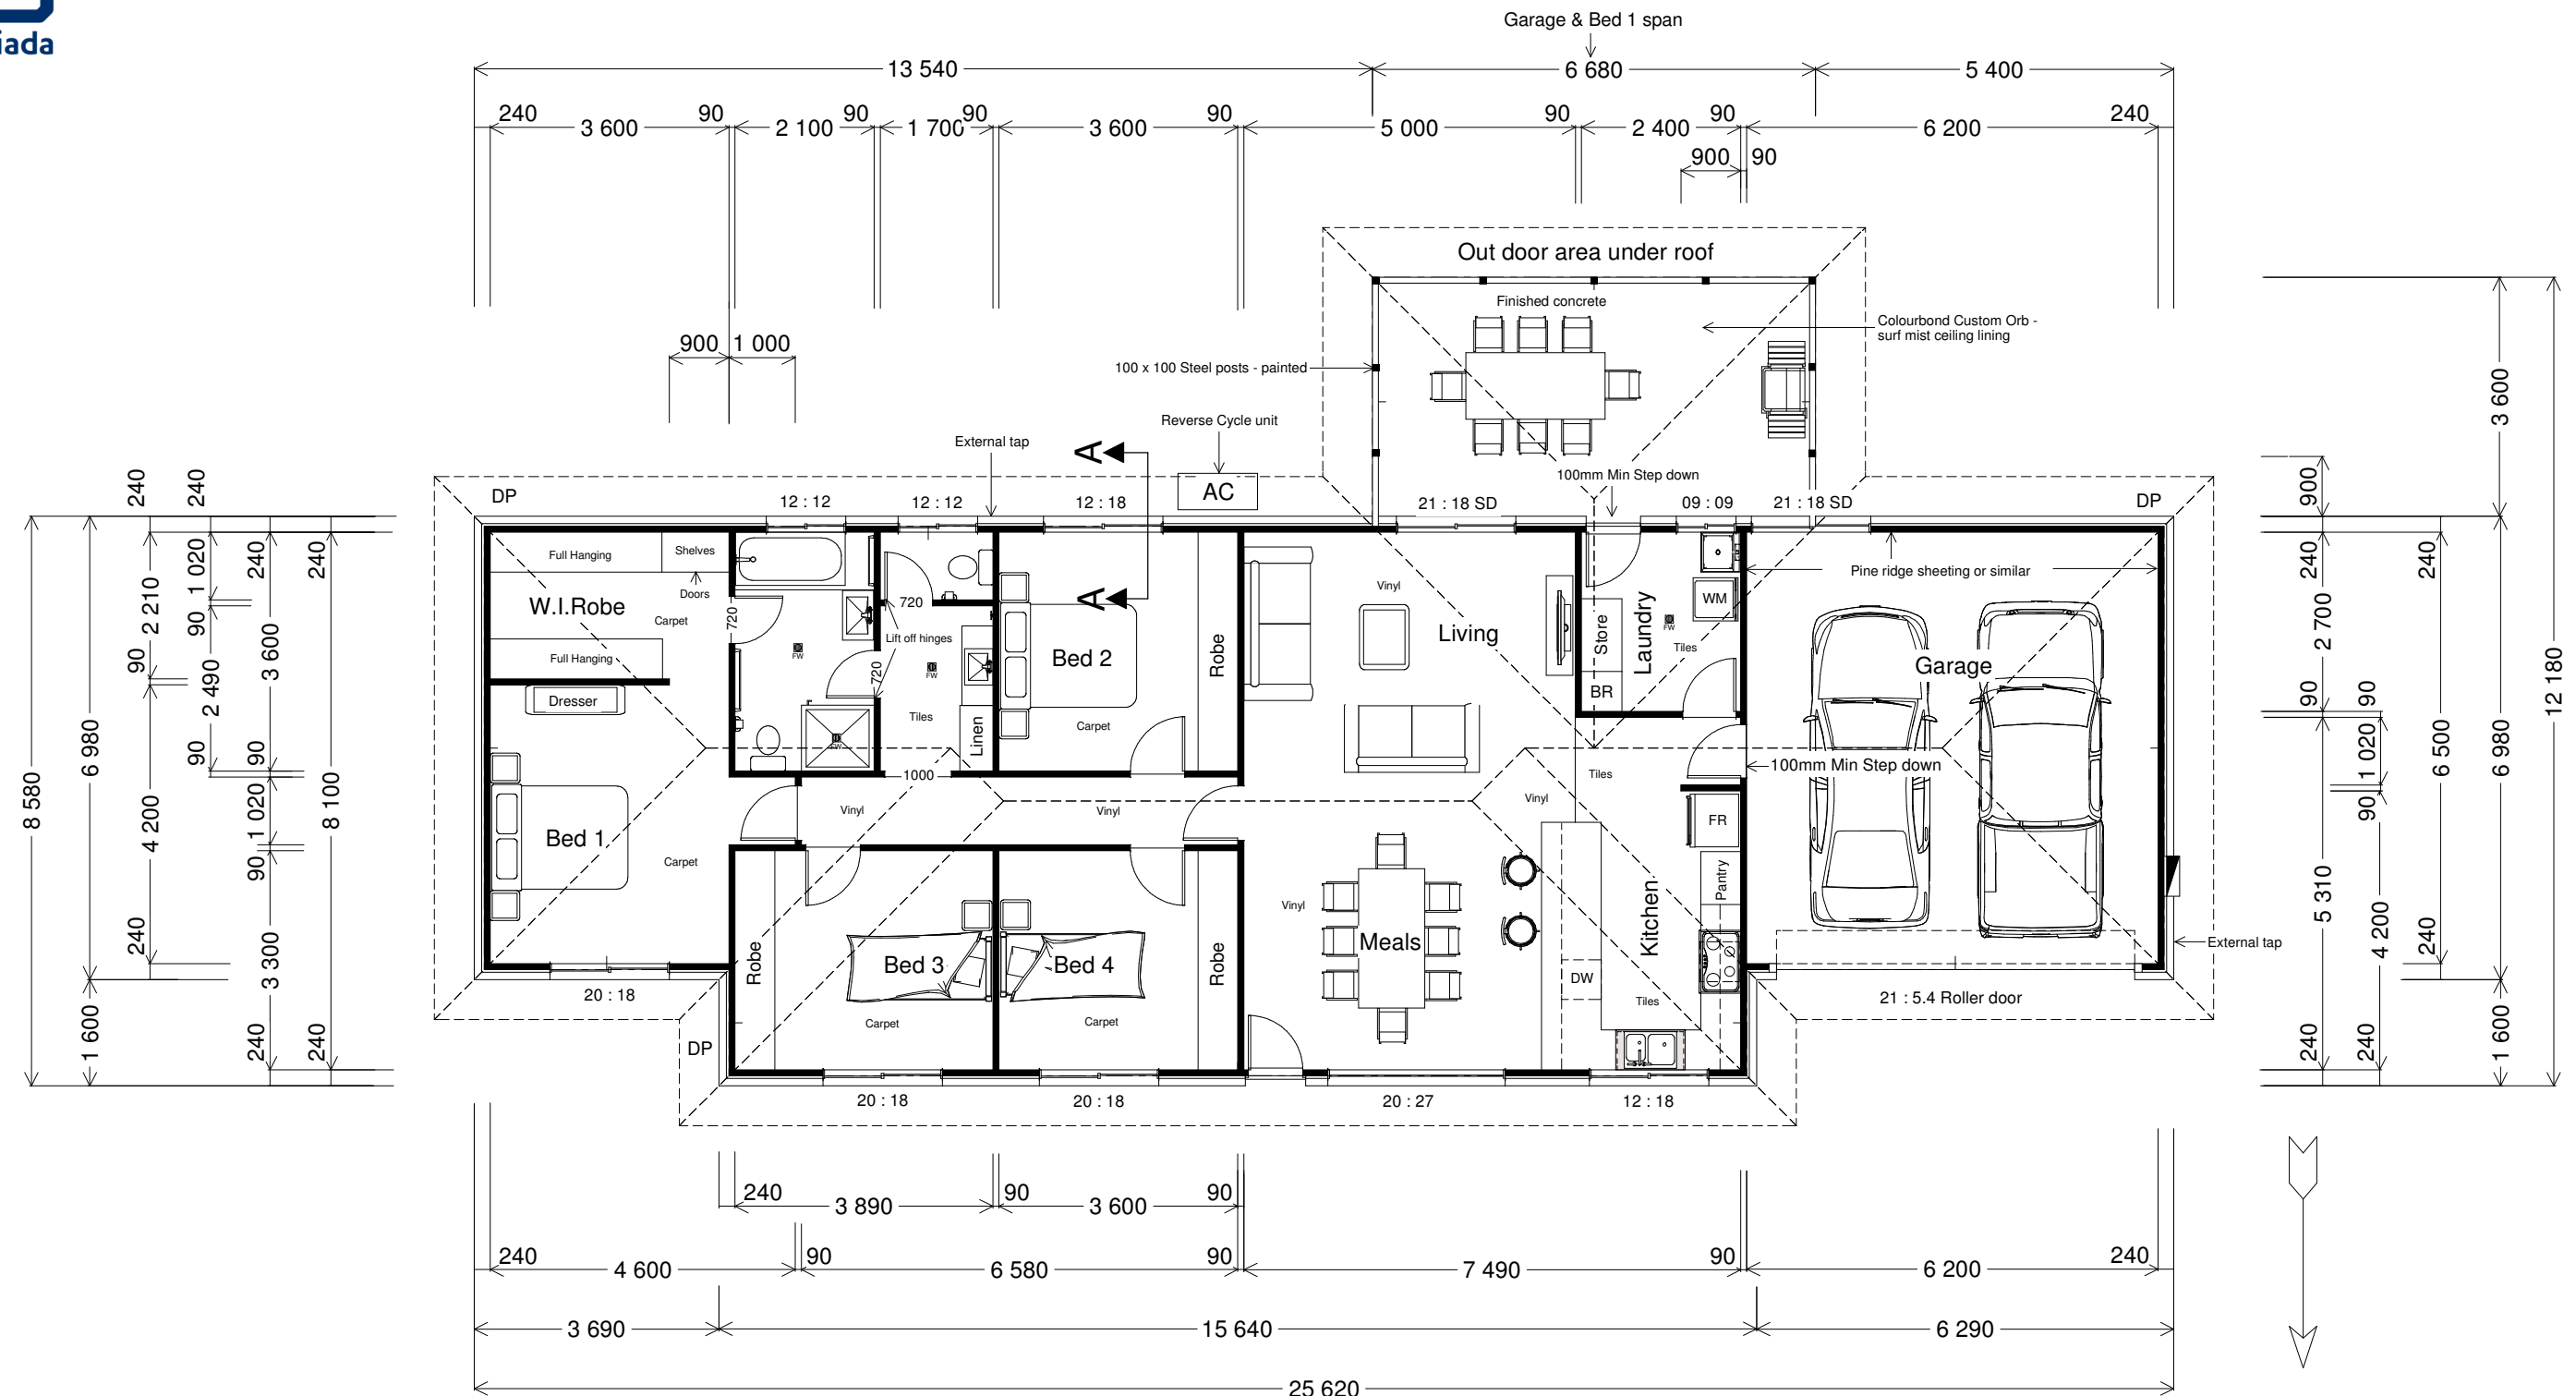 iada
Garage & Bed 1 span
13 540
6 680
5 400
240
3 600
90
2 100
90
1 700
90
3 600
90
5 000
90
2 400
90
6 200
240
900
90
Out door area under roof
Finished concrete
Colourbond Custom Orb -
surf mist ceiling lining
900
1 000
100 x 100 Steel posts - painted
Reverse Cycle unit
External tap
A
AC
100mm Min Step down
DP
12 : 12
12 : 12
12 : 18
21 : 18 SD
09 : 09
21 : 18 SD
DP
Full Hanging
Shelves
Doors
W.I.Robe
Carpet
Full Hanging
Dresser
720
FW
720
Lift off hinges
FW
720
Tiles
Linen
FW
1000
A
Bed 2
Carpet
Robe
Vinyl
Living
Store
BR
Laundry
WM
FW
Tiles
Pine ridge sheeting or similar
Garage
100mm Min Step down
Tiles
Vinyl
Bed 1
Carpet
Vinyl
Vinyl
FR
Pantry
Kitchen
Vinyl
Meals
DW
Tiles
Robe
Bed 3
Carpet
Bed 4
Carpet
Robe
External tap
20 : 18
21 : 5.4 Roller door
DP
20 : 18
20 : 18
20 : 27
12 : 18
8 580
6 980
1 600
240
2 210
90
4 200
240
240
1 020
90
2 490
90
240
3 600
90
1 020
90
3 300
240
240
8 100
240
900
240
2 700
90
5 310
240
90
1 020
90
4 200
240
240
6 500
240
3 600
6 980
1 600
12 180
240
3 890
90
3 600
90
240
4 600
90
6 580
90
7 490
90
6 200
240
3 690
15 640
6 290
25 620